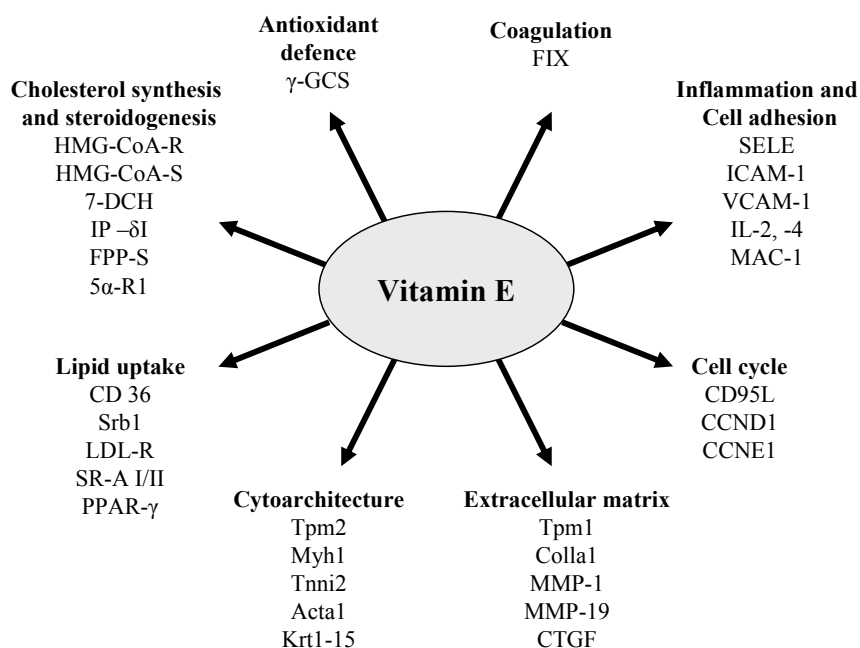 Antioxidant
defence
γ-GCS
Coagulation
FIX
Cholesterol synthesis
and steroidogenesis
HMG-CoA-R
HMG-CoA-S
7-DCH
IP –δI
FPP-S
5α-R1
Inflammation and
Cell adhesion
SELE
ICAM-1
VCAM-1
IL-2, -4
MAC-1
Vitamin E
Lipid uptake
CD 36
Srb1
LDL-R
SR-A I/II
PPAR-γ
Cell cycle
CD95L
CCND1
CCNE1
Cytoarchitecture
Tpm2
Myh1
Tnni2
Acta1
Krt1-15
Extracellular matrix
Tpm1
Colla1
MMP-1
MMP-19
CTGF